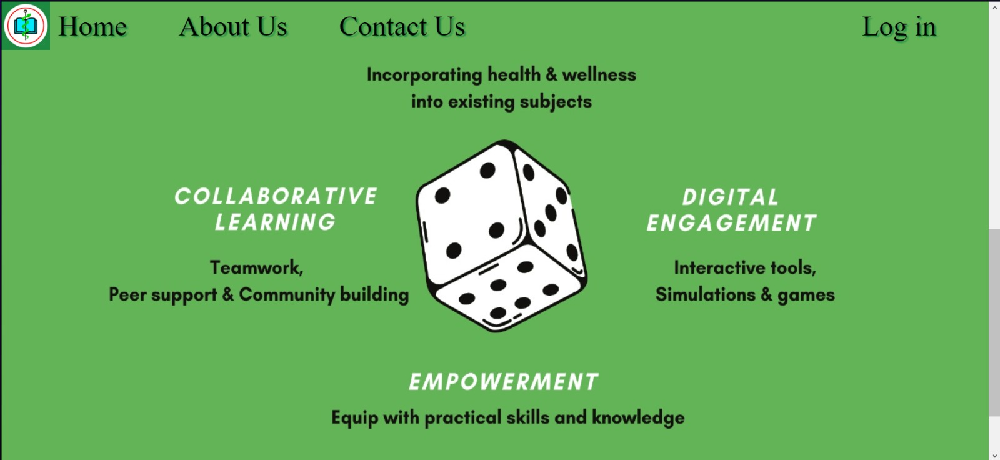 Home About Us Contact Us Log in
Incorporating health & wellness
into existing subjects
COLLABORATIVE
LEARNING
Teamwork,
Peer support & Community building
DIGITAL
ENGAGEMENT
Interactive tools,
Simulations & games
EMPOWERMENT
Equip with practical skills and knowledge